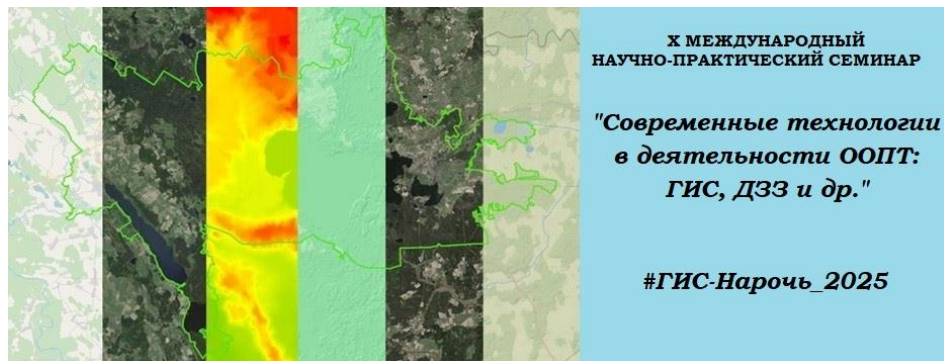 X МЕЖДУНАРОДНЫЙ
НАУЧНО-ПРАКТИЧЕСКИЙ СЕМИНАР
"Современные технологии
в деятельности ООПТ:
ГИС, ДЗЗ и др."
#ГИС-Нарочь_2025